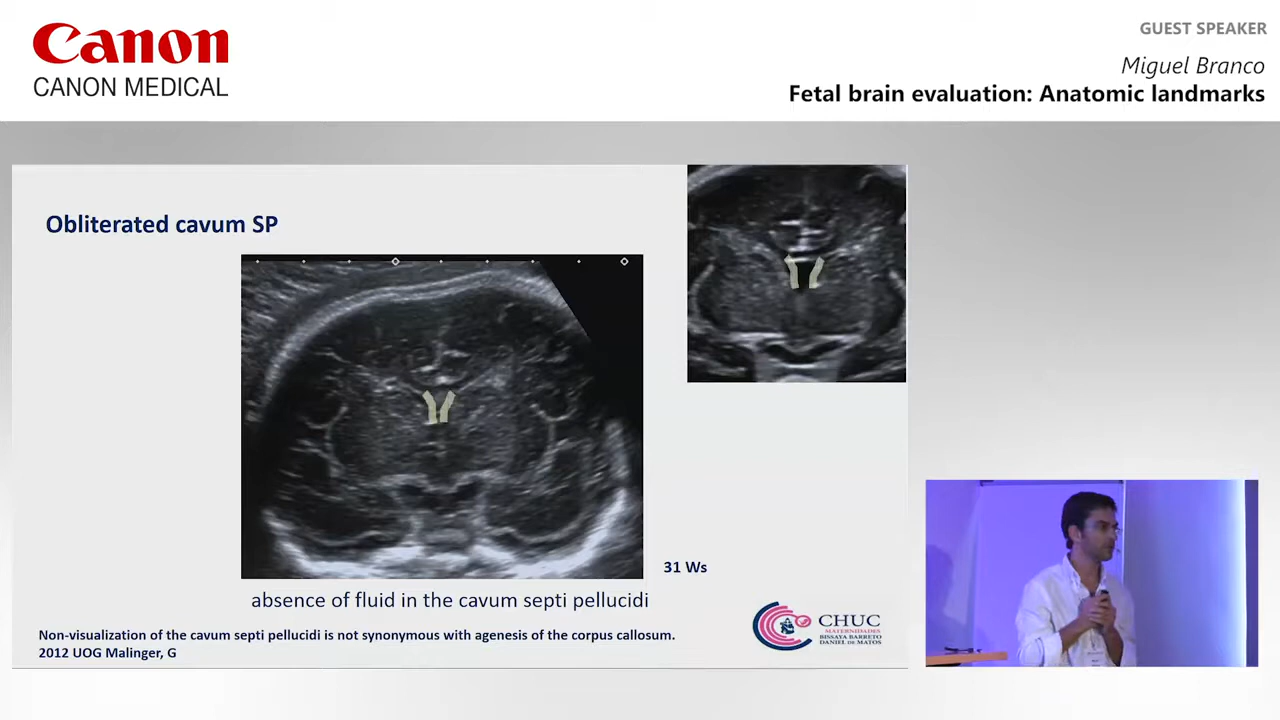 Canon
CANON MEDICAL
GUEST SPEAKER
Miguel Branco
Fetal brain evaluation: Anatomic landmarks
Obliterated cavum SP
31 Ws
absence of fluid in the cavum septi pellucidi
Non-visualization of the cavum septi pellucidi is not synonymous with agenesis of the corpus callosum.
2012 UOG Malinger, G
CHUC
MATERNIDADES
BISSAYA BARRETO
DANIEL DE MATOS